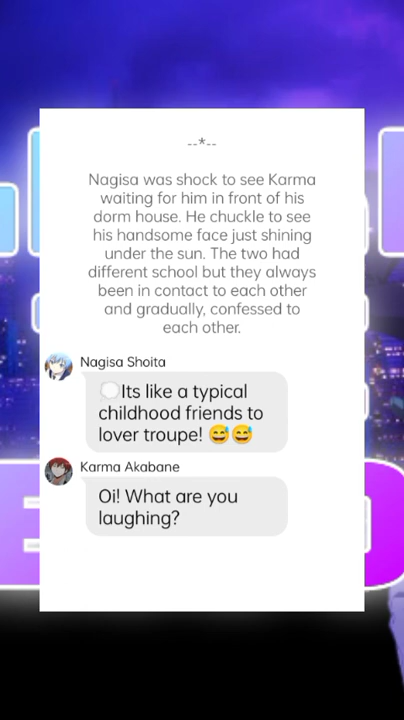 --*--
Nagisa was shock to see Karma
waiting for him in front of his
dorm house. He chuckle to see
his handsome face just shining
under the sun. The two had
different school but they always
been in contact to each other
and gradually, confessed to
each other.
Nagisa Shoita
💭Its like a typical
childhood friends to
lover troupe! 😅😅
Karma Akabane
Oi! What are you
laughing?